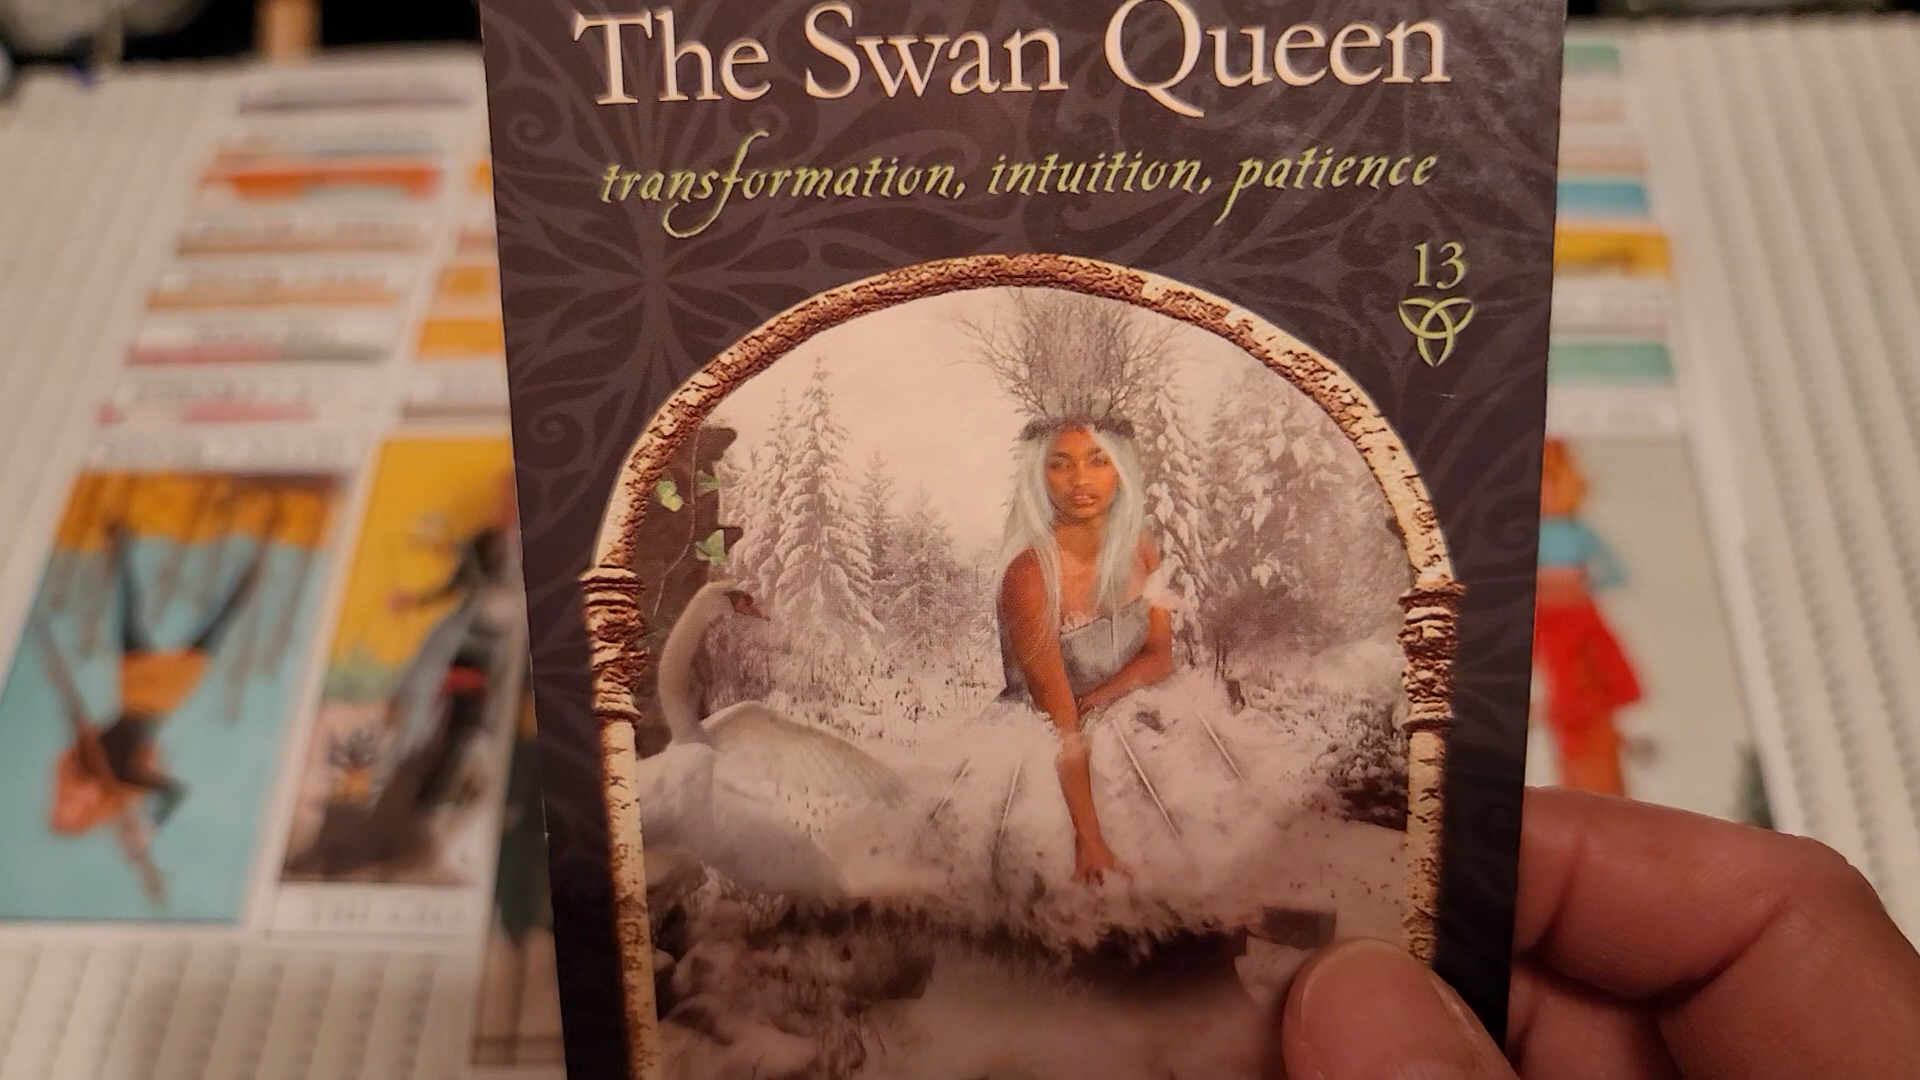 The Swan Queen
transformation, intuition, patience
13